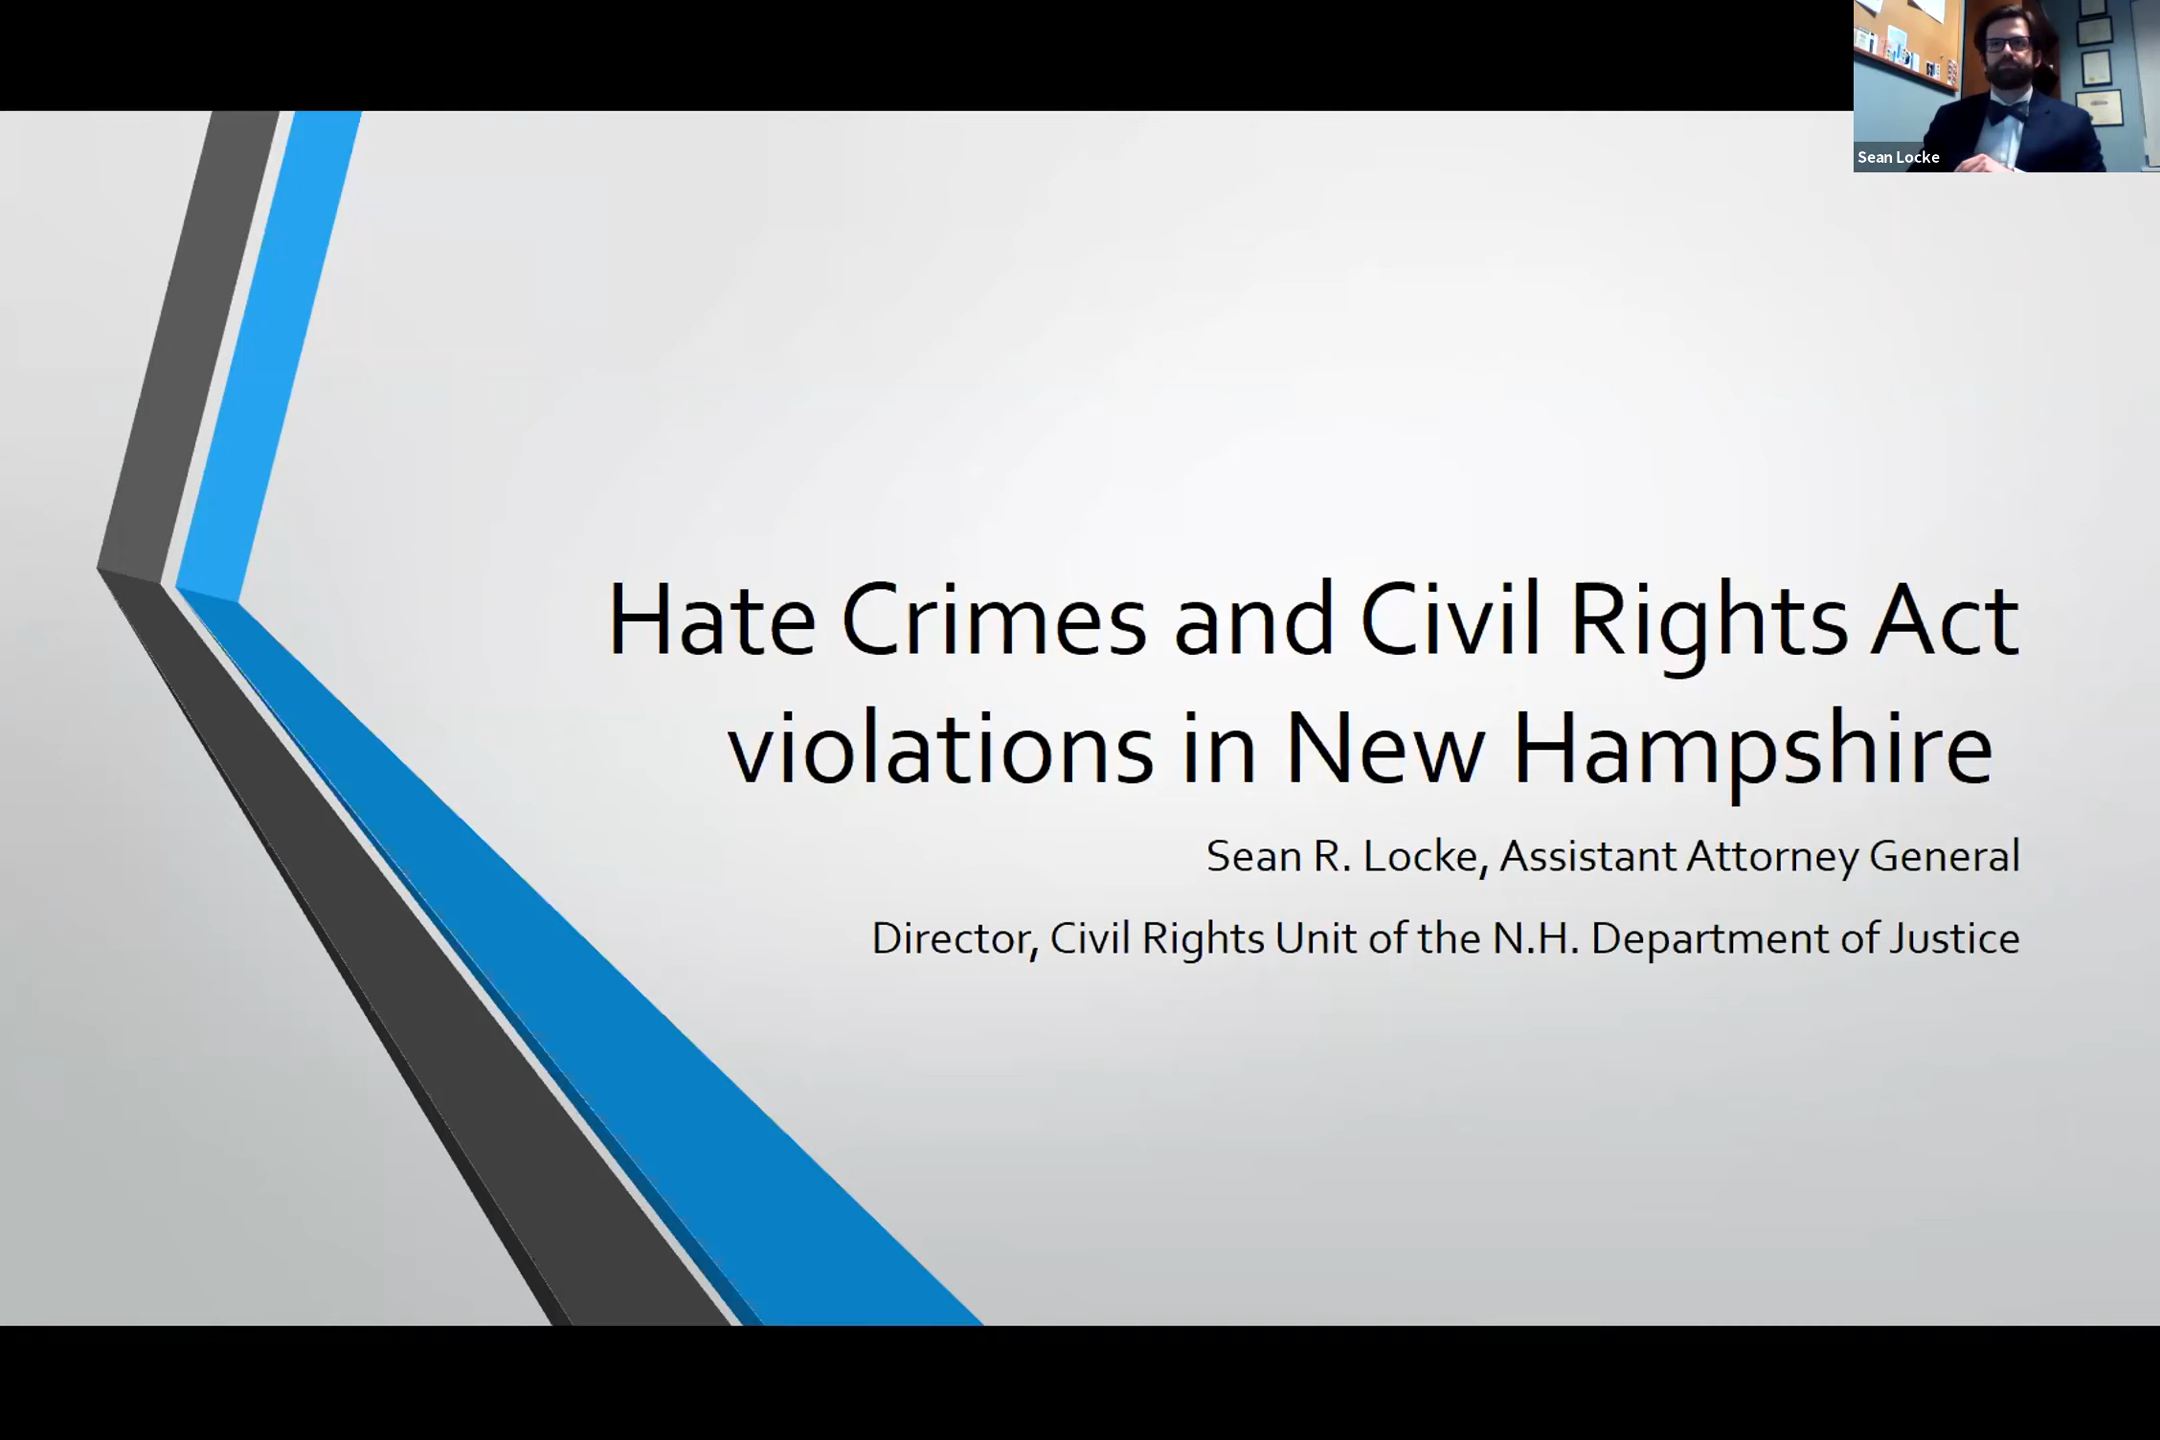 Sean Locke
Hate Crimes and Civil Rights Act
violations in New Hampshire
Sean R. Locke, Assistant Attorney General
Director, Civil Rights Unit of the N.H. Department of Justice